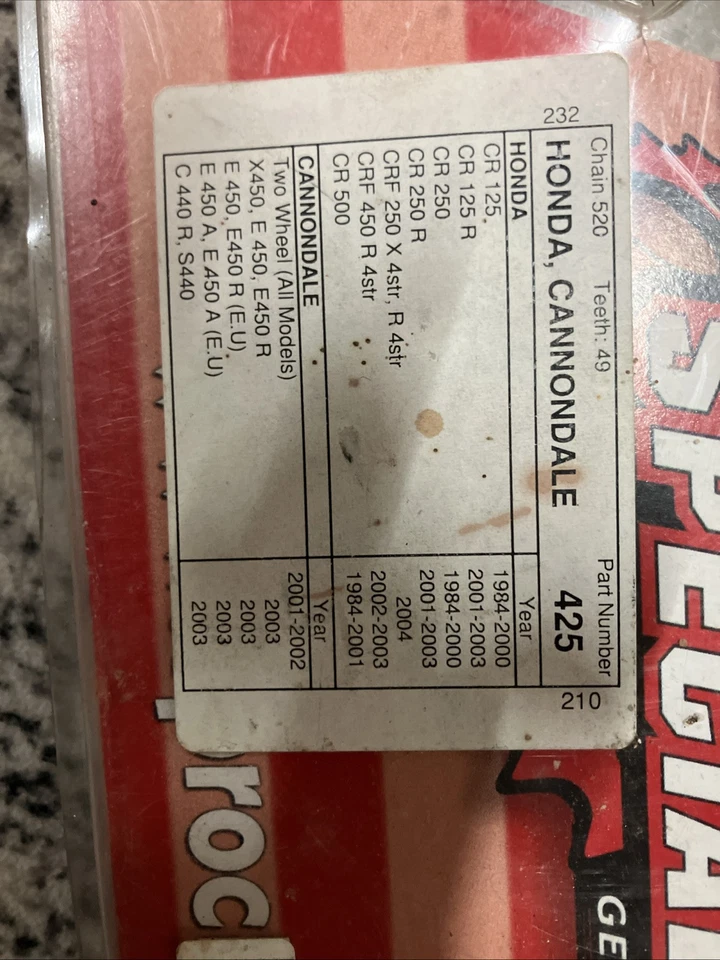 232
210
Chain 520 Teeth: 49 Part Number
HONDA, CANNONDALE 425
HONDA Year
CR 125, 1984-2000
CR 125 R 2001-2003
CR 250 1984-2000
CR 250 R 2001-2003
CRF 250 X 4str, R 4str 2004
CRF 450 R 4str 2002-2003
CR 500 1984-2001
CANNONDALE Year
Two Wheel (All Models) 2001-2002
X450, E 450, E450 R 2003
E 450, E450 R (E.U) 2003
E 450 A, E 450 A (E.U) 2003
C 440 R, S440 2003
SPECIAL
GE
proc